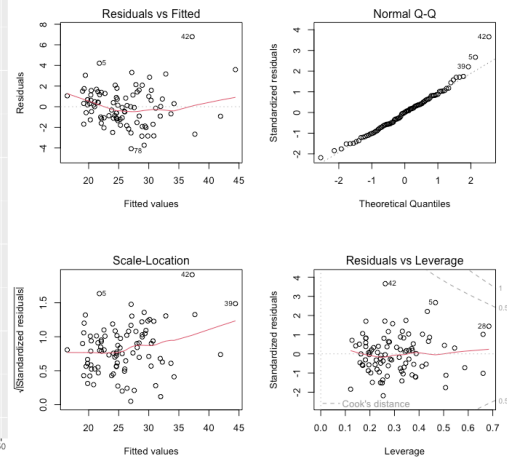 Residuals vs Fitted
Residuals
-4 -2 0 2 4 6 8
42
5
78
20 25 30 35 40 45
Fitted values
Normal Q-Q
Standardized residuals
-2 -1 0 1 2 3 4
42
5
39
-2 -1 0 1 2
Theoretical Quantiles
Scale-Location
√|Standardized residuals|
0.0 0.5 1.0 1.5
42
5
39
20 25 30 35 40 45
Fitted values
Residuals vs Leverage
Standardized residuals
-2 -1 0 1 2 3 4
42
5
28
1
0.5
0.5
Cook's distance
0.0 0.1 0.2 0.3 0.4 0.5 0.6 0.7
Leverage